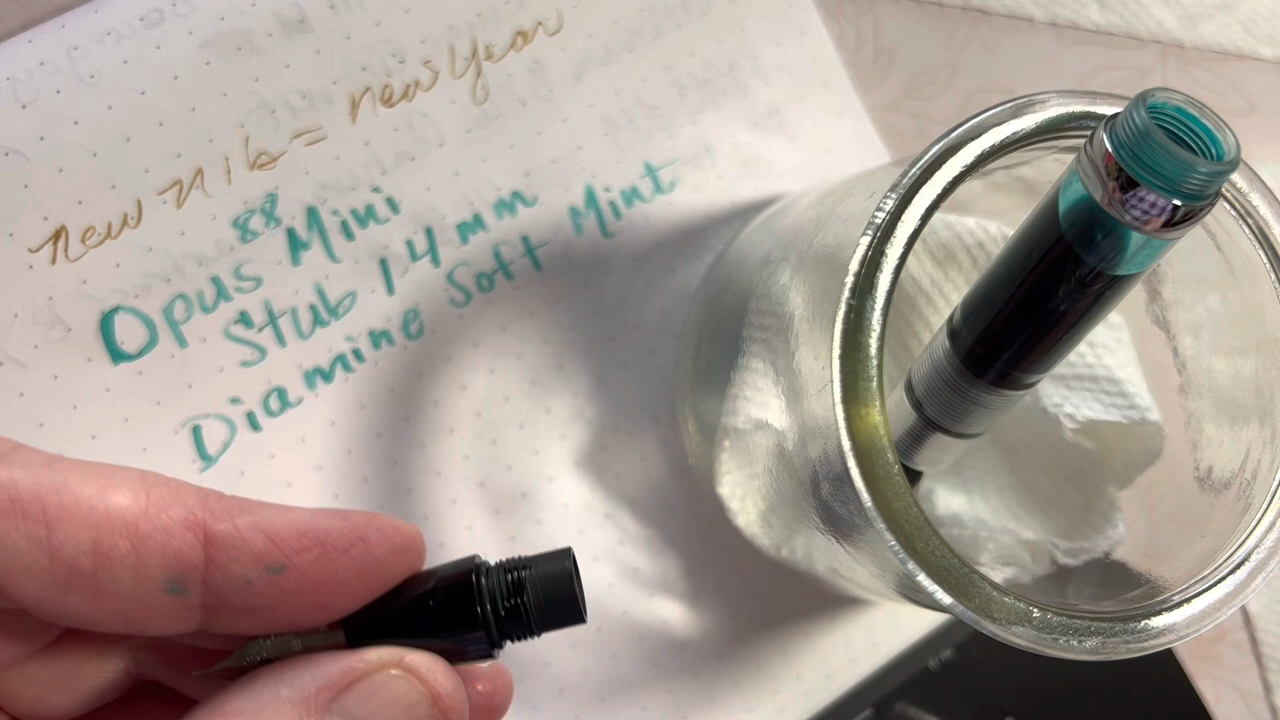 new nib = new year
88
Opus Mini
Stub 1.4 mm
Diamine Soft Mint